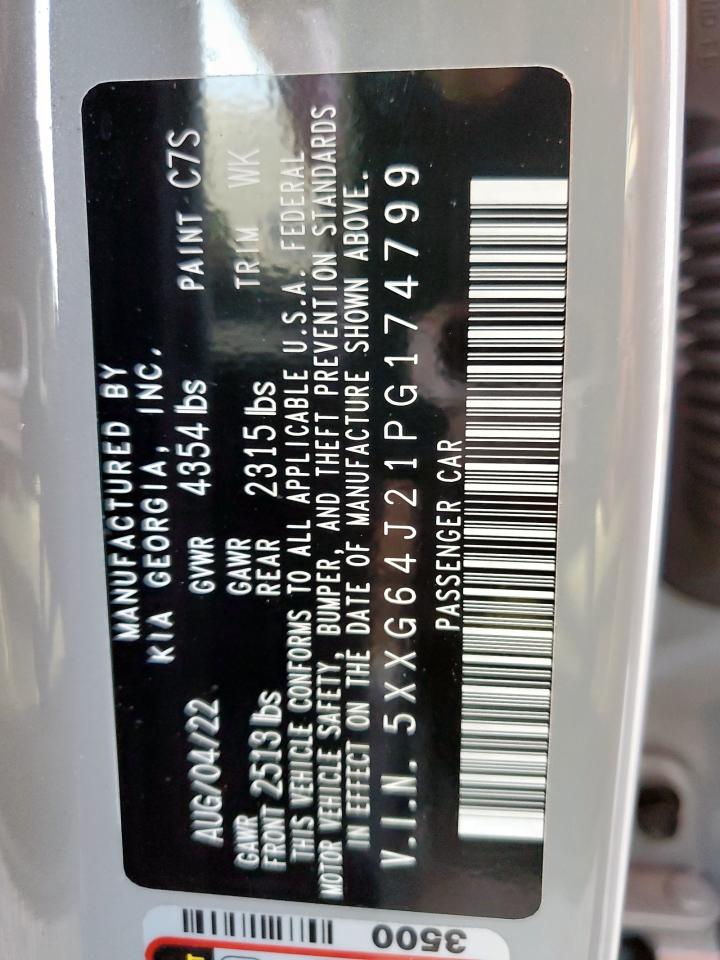 MANUFACTURED BY
KIA GEORGIA, INC.
AUG/04/22 GVWR 4354 lbs PAINT C7S
GAWR FRONT 2513 lbs GAWR REAR 2315 lbs TRIM WK
THIS VEHICLE CONFORMS TO ALL APPLICABLE U.S.A. FEDERAL
MOTOR VEHICLE SAFETY, BUMPER, AND THEFT PREVENTION STANDARDS
IN EFFECT ON THE DATE OF MANUFACTURE SHOWN ABOVE.
V.I.N. 5XXG64J21PG174799
PASSENGER CAR
3500